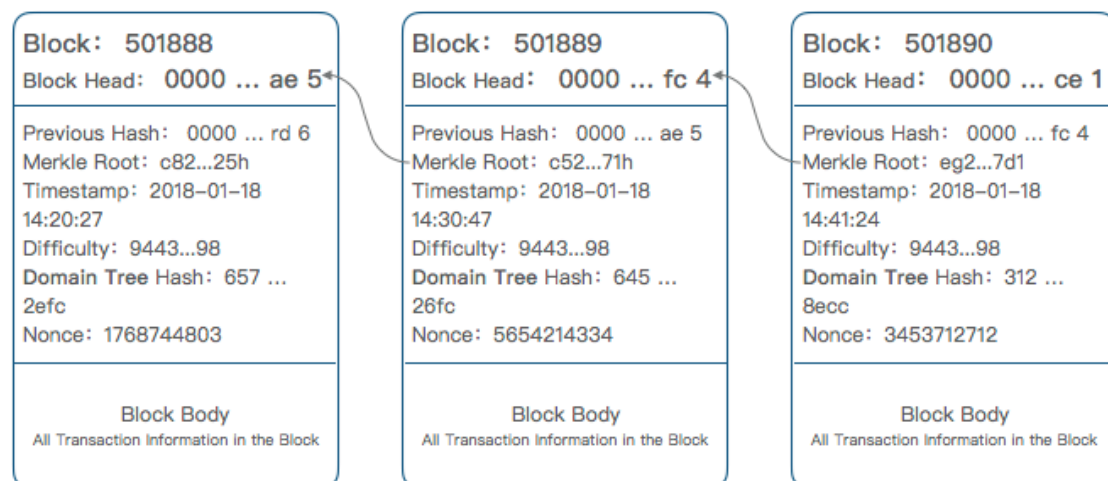 Block： 501888
Block Head： 0000 ... ae 5
Previous Hash： 0000 ... rd 6
Merkle Root：c82...25h
Timestamp：2018-01-18
14:20:27
Difficulty：9443...98
Domain Tree Hash：657 ...
2efc
Nonce：1768744803
Block Body
All Transaction Information in the Block
Block： 501889
Block Head： 0000 ... fc 4
Previous Hash： 0000 ... ae 5
Merkle Root：c52...71h
Timestamp：2018-01-18
14:30:47
Difficulty：9443...98
Domain Tree Hash：645 ...
26fc
Nonce：5654214334
Block Body
All Transaction Information in the Block
Block： 501890
Block Head： 0000 ... ce 1
Previous Hash： 0000 ... fc 4
Merkle Root：eg2...7d1
Timestamp：2018-01-18
14:41:24
Difficulty：9443...98
Domain Tree Hash：312 ...
8ecc
Nonce：3453712712
Block Body
All Transaction Information in the Block